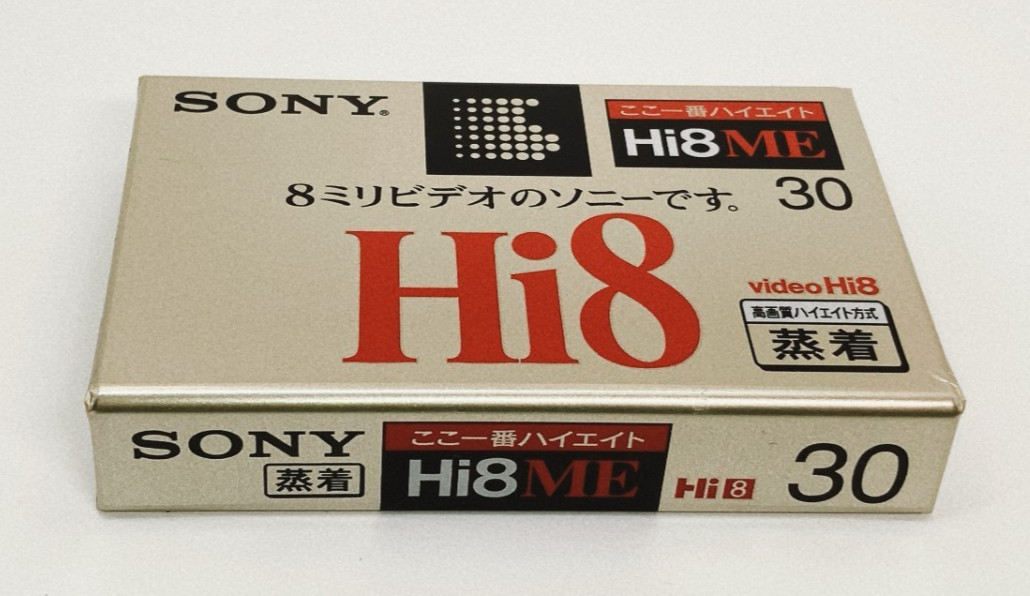 SONY®
ここ一番ハイエイト
Hi8ME
30
8ミリビデオのソニーです。
Hi8
video Hi8
高画質ハイエイト方式
蒸着
SONY
蒸着
ここ一番ハイエイト
Hi8ME
Hi8
30